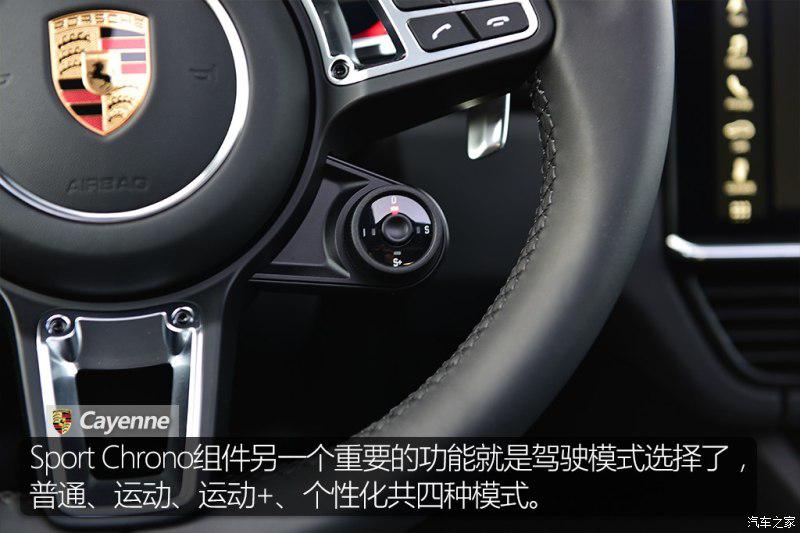 PORSCHE
AIRBAG
0
I
S
S+
Cayenne
Sport Chrono组件另一个重要的功能就是驾驶模式选择了，
普通、运动、运动+、个性化共四种模式。
汽车之家